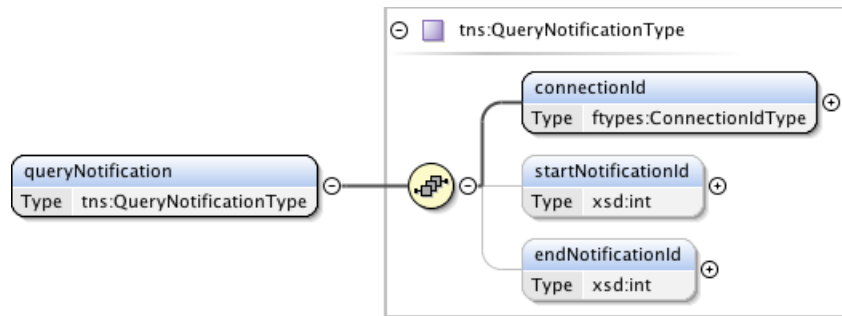 tns:QueryNotificationType
connectionId
Type ftypes:ConnectionIdType
queryNotification
Type tns:QueryNotificationType
startNotificationId
Type xsd:int
endNotificationId
Type xsd:int